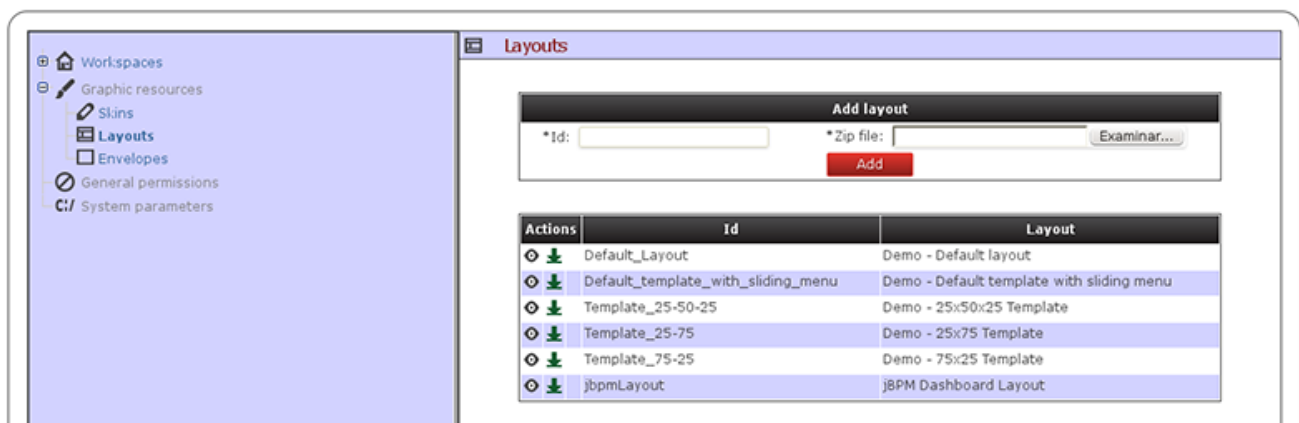 Workspaces
Graphic resources
Skins
Layouts
Envelopes
General permissions
C:/ System parameters
Layouts
Add layout
*Id: *Zip file: Examinar...
Add
Actions Id Layout
Default_Layout Demo - Default layout
Default_template_with_sliding_menu Demo - Default template with sliding menu
Template_25-50-25 Demo - 25x50x25 Template
Template_25-75 Demo - 25x75 Template
Template_75-25 Demo - 75x25 Template
jbpmLayout jBPM Dashboard Layout